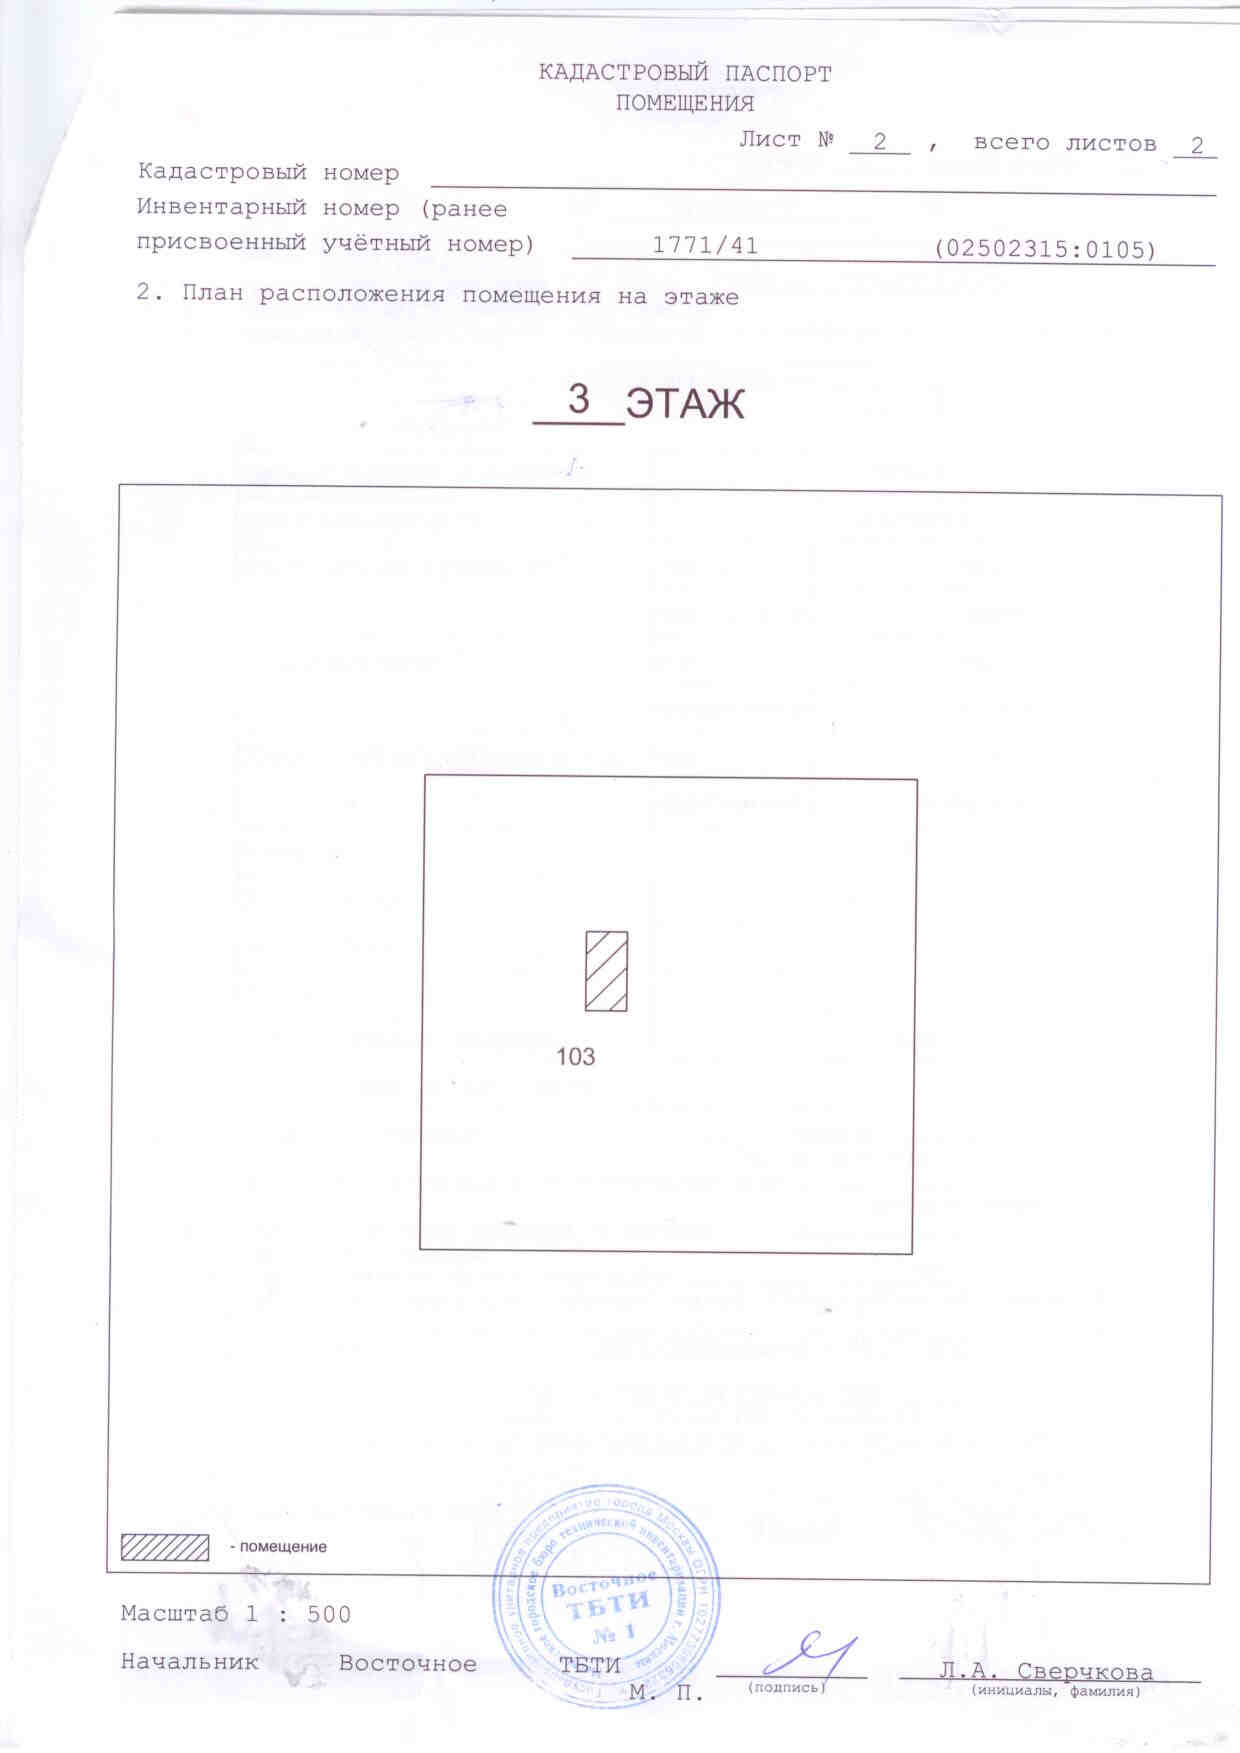 КАДАСТРОВЫЙ ПАСПОРТ
ПОМЕЩЕНИЯ
Лист № 2 , всего листов 2
Кадастровый номер
Инвентарный номер (ранее
присвоенный учётный номер) 1771/41 (02502315:0105)
2. План расположения помещения на этаже
3 ЭТАЖ
103
- помещение
Восточное
ТБТИ
№ 1
Масштаб 1 : 500
Начальник Восточное ТБТИ Л.А. Сверчкова
М. П. (подпись) (инициалы, фамилия)